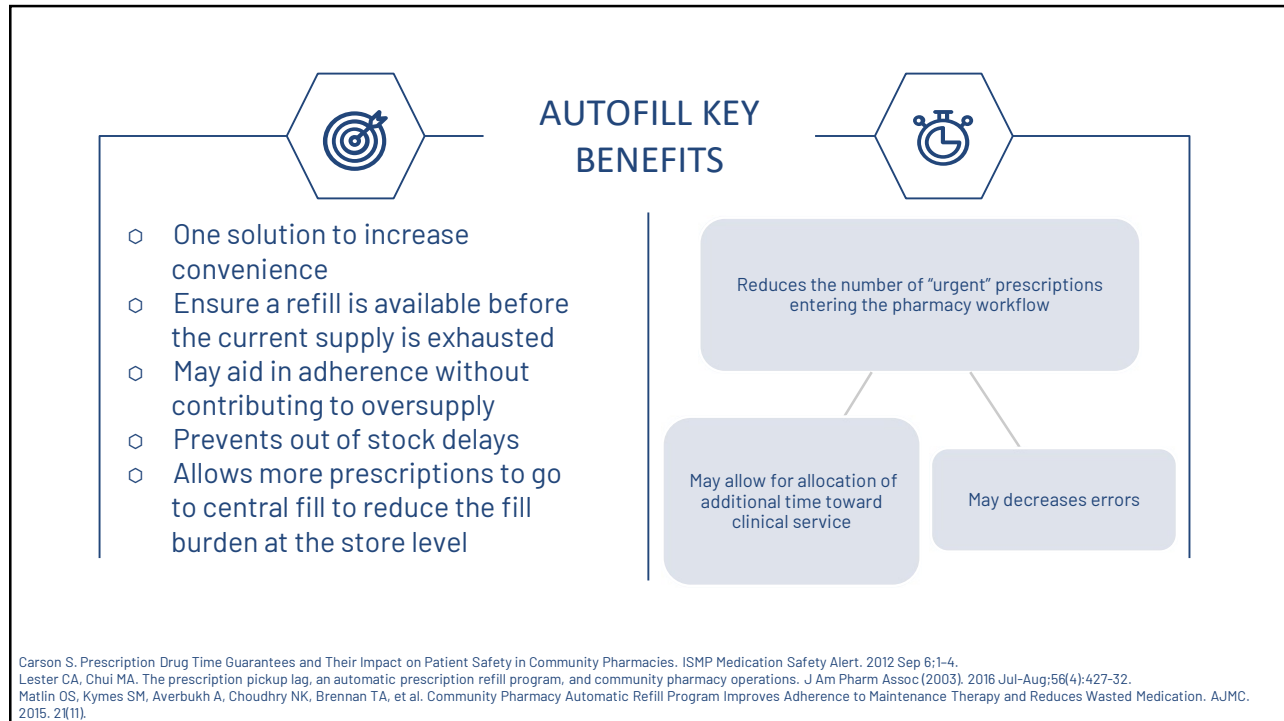 AUTOFILL KEY
BENEFITS
One solution to increase
convenience
Ensure a refill is available before
the current supply is exhausted
May aid in adherence without
contributing to oversupply
Prevents out of stock delays
Allows more prescriptions to go
to central fill to reduce the fill
burden at the store level
Reduces the number of “urgent” prescriptions
entering the pharmacy workflow
May allow for allocation of
additional time toward
clinical service
May decreases errors
Carson S. Prescription Drug Time Guarantees and Their Impact on Patient Safety in Community Pharmacies. ISMP Medication Safety Alert. 2012 Sep 6;1-4.
Lester CA, Chui MA. The prescription pickup lag, an automatic prescription refill program, and community pharmacy operations. J Am Pharm Assoc (2003). 2016 Jul-Aug;56(4):427-32.
Matlin OS, Kymes SM, Averbukh A, Choudhry NK, Brennan TA, et al. Community Pharmacy Automatic Refill Program Improves Adherence to Maintenance Therapy and Reduces Wasted Medication. AJMC.
2015. 21(11).